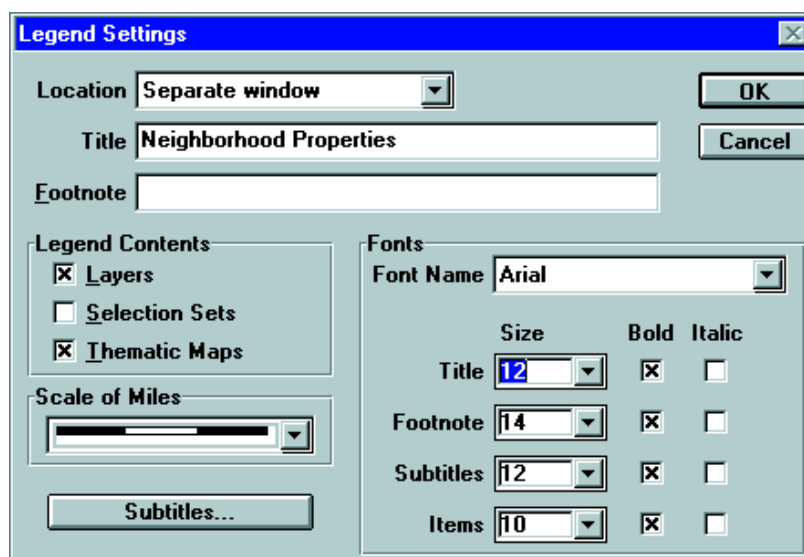 Legend Settings
Location Separate window
OK
Title Neighborhood Properties
Cancel
Footnote
Legend Contents
Layers
Selection Sets
Thematic Maps
Scale of Miles
Subtitles...
Fonts
Font Name Arial
Size Bold Italic
Title 12
Footnote 14
Subtitles 12
Items 10